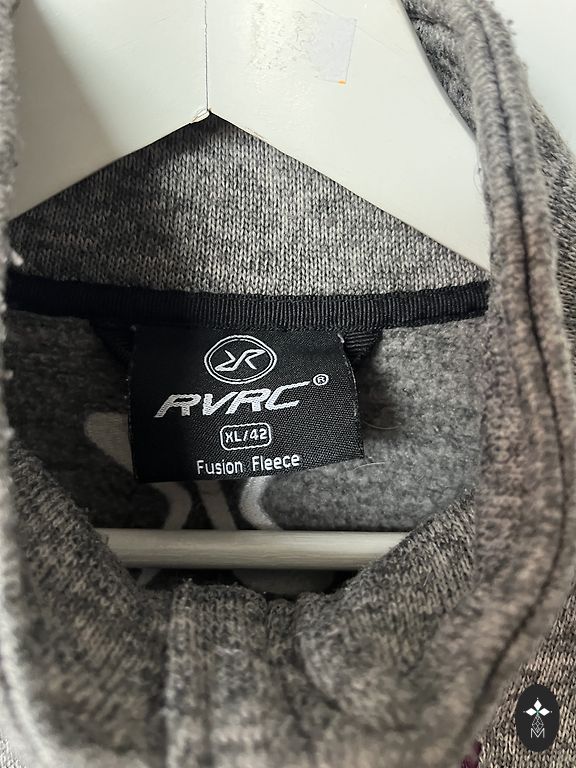 RVRC®
XL/42
Fusion Fleece
M